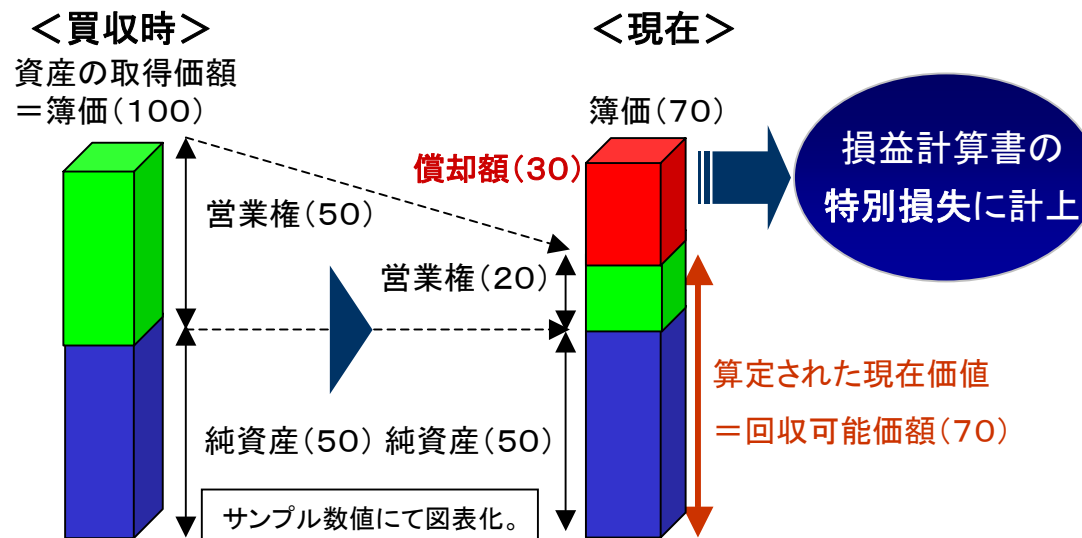 ＜買収時＞
資産の取得価額
＝簿価(100)
営業権(50)
純資産(50)
＜現在＞
簿価(70)
償却額(30)
営業権(20)
純資産(50)
損益計算書の
特別損失に計上
算定された現在価値
＝回収可能価額(70)
サンプル数値にて図表化。